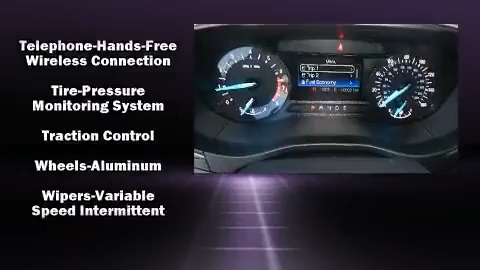 Telephone-Hands-Free
Wireless Connection
Tire-Pressure
Monitoring System
Traction Control
Wheels-Aluminum
Wipers-Variable
Speed Intermittent
Menu
Trip 1
Trip 2
Fuel Economy